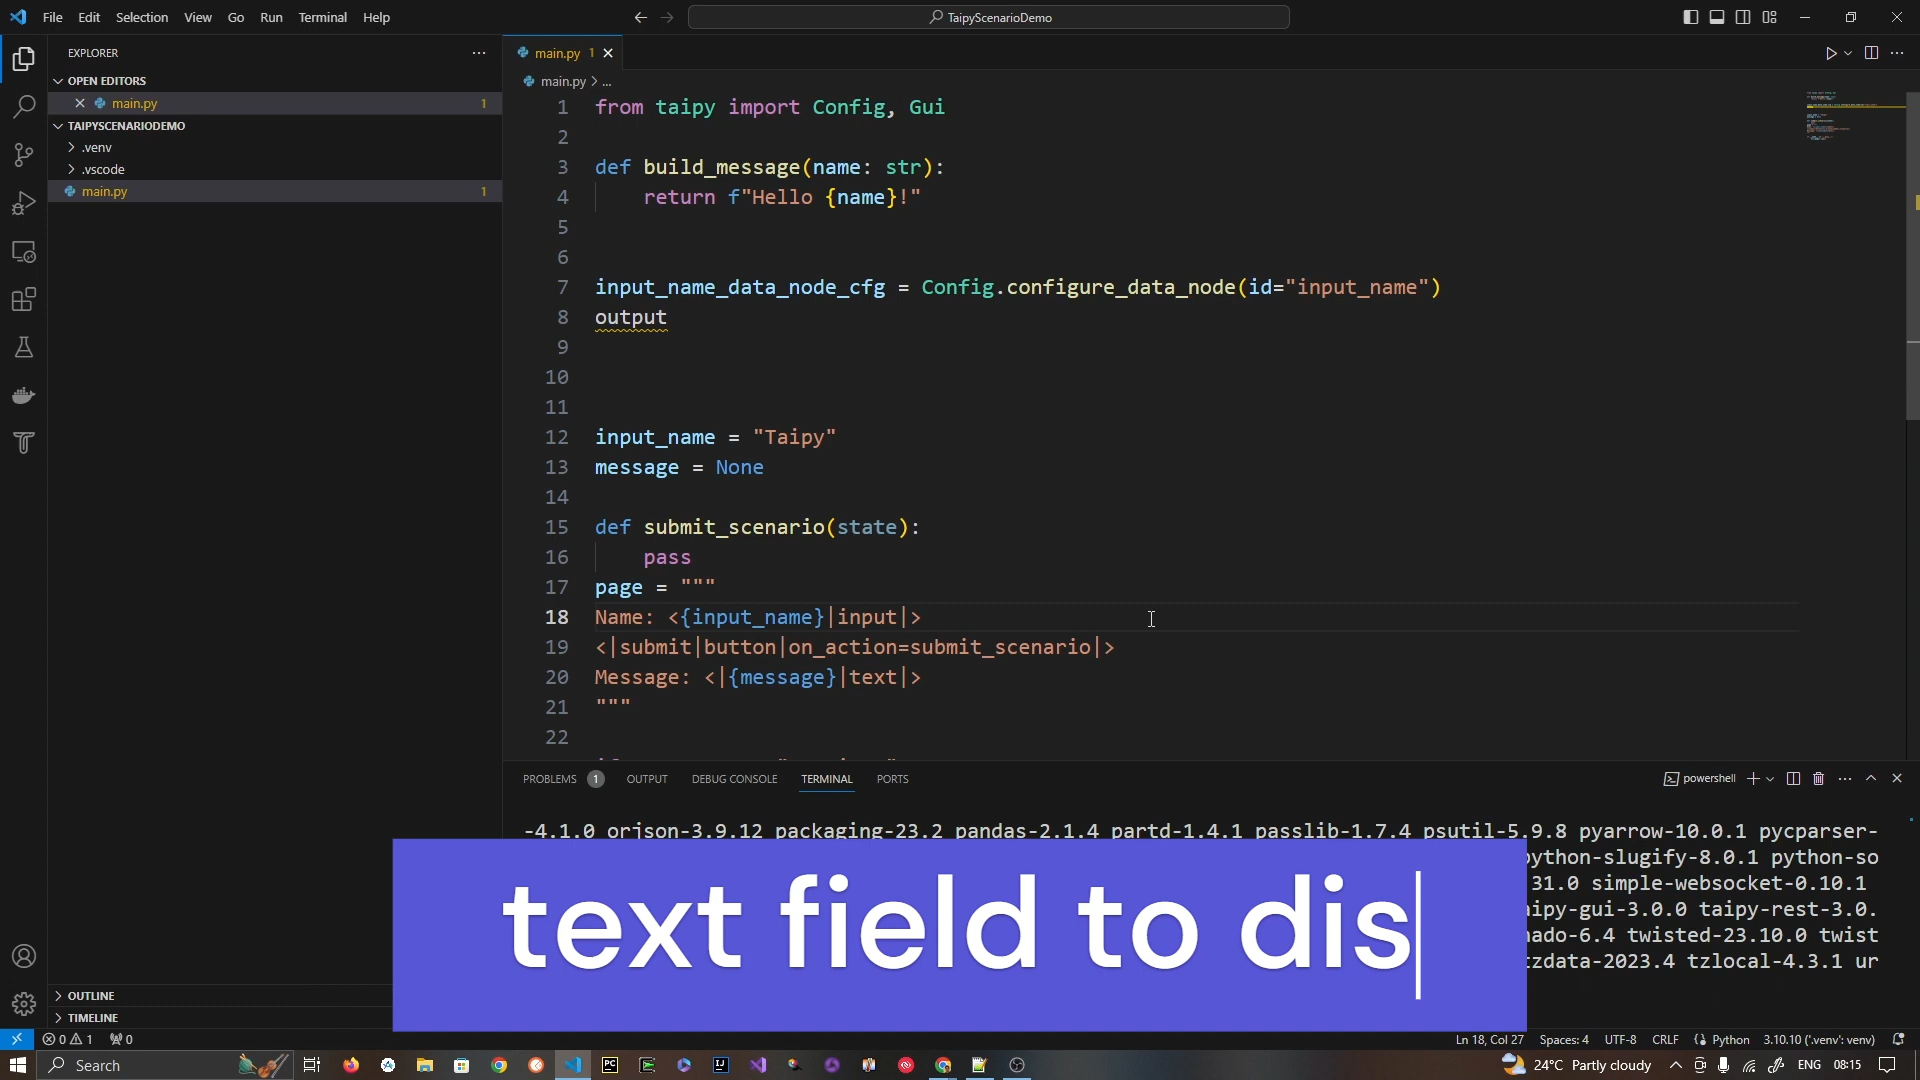 File Edit Selection View Go Run Terminal Help
TaipyScenarioDemo
EXPLORER
OPEN EDITORS
main.py 1
TAIPYSCENARIODEMO
.venv
.vscode
main.py 1
OUTLINE
TIMELINE
main.py 1
main.py > ...
1 from taipy import Config, Gui
2
3 def build_message(name: str):
4 return f"Hello {name}!"
5
6
7 input_name_data_node_cfg = Config.configure_data_node(id="input_name")
8 output
9
10
11
12 input_name = "Taipy"
13 message = None
14
15 def submit_scenario(state):
16 pass
17 page = """
18 Name: <{input_name}|input|>
19 <|submit|button|on_action=submit_scenario|>
20 Message: <|{message}|text|>
21 """
22
PROBLEMS 1 OUTPUT DEBUG CONSOLE TERMINAL PORTS
powershell
-4.1.0 orjson-3.9.12 packaging-23.2 pandas-2.1.4 partd-1.4.1 passlib-1.7.4 psutil-5.9.8 pyarrow-10.0.1 pycparser-
ython-slugify-8.0.1 python-so
31.0 simple-websocket-0.10.1
aipy-gui-3.0.0 taipy-rest-3.0.
nado-6.4 twisted-23.10.0 twist
tzdata-2023.4 tzlocal-4.3.1 ur
text field to dis
0 1 0
Ln 18, Col 27 Spaces: 4 UTF-8 CRLF Python 3.10.10 ('.venv': venv)
Search
24°C Partly cloudy ENG 08:15